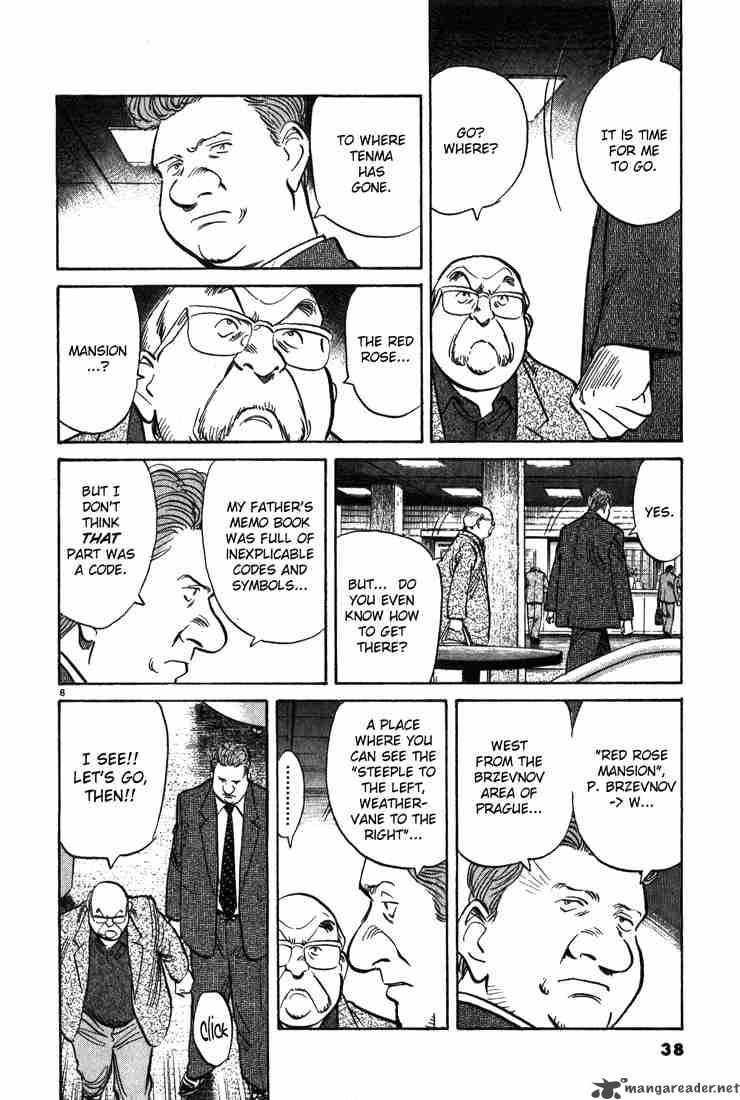 IT IS TIME
FOR ME
TO GO.
GO?
WHERE?
TO WHERE
TENMA
HAS
GONE.
THE RED
ROSE...
MANSION
...?
YES.
BUT... DO
YOU EVEN
KNOW HOW
TO GET
THERE?
MY FATHER'S
MEMO BOOK
WAS FULL OF
INEXPLICABLE
CODES AND
SYMBOLS...
BUT I
DON'T
THINK
THAT
PART WAS
A CODE.
6
"RED ROSE
MANSION",
P. BRZEVNOV
-> W...
WEST
FROM THE
BRZEVNOV
AREA OF
PRAGUE...
A PLACE
WHERE YOU
CAN SEE THE
"STEEPLE TO
THE LEFT,
WEATHER-
VANE TO THE
RIGHT"...
........
I SEE!!
LET'S GO,
THEN!!
Click
38
mangareader.net